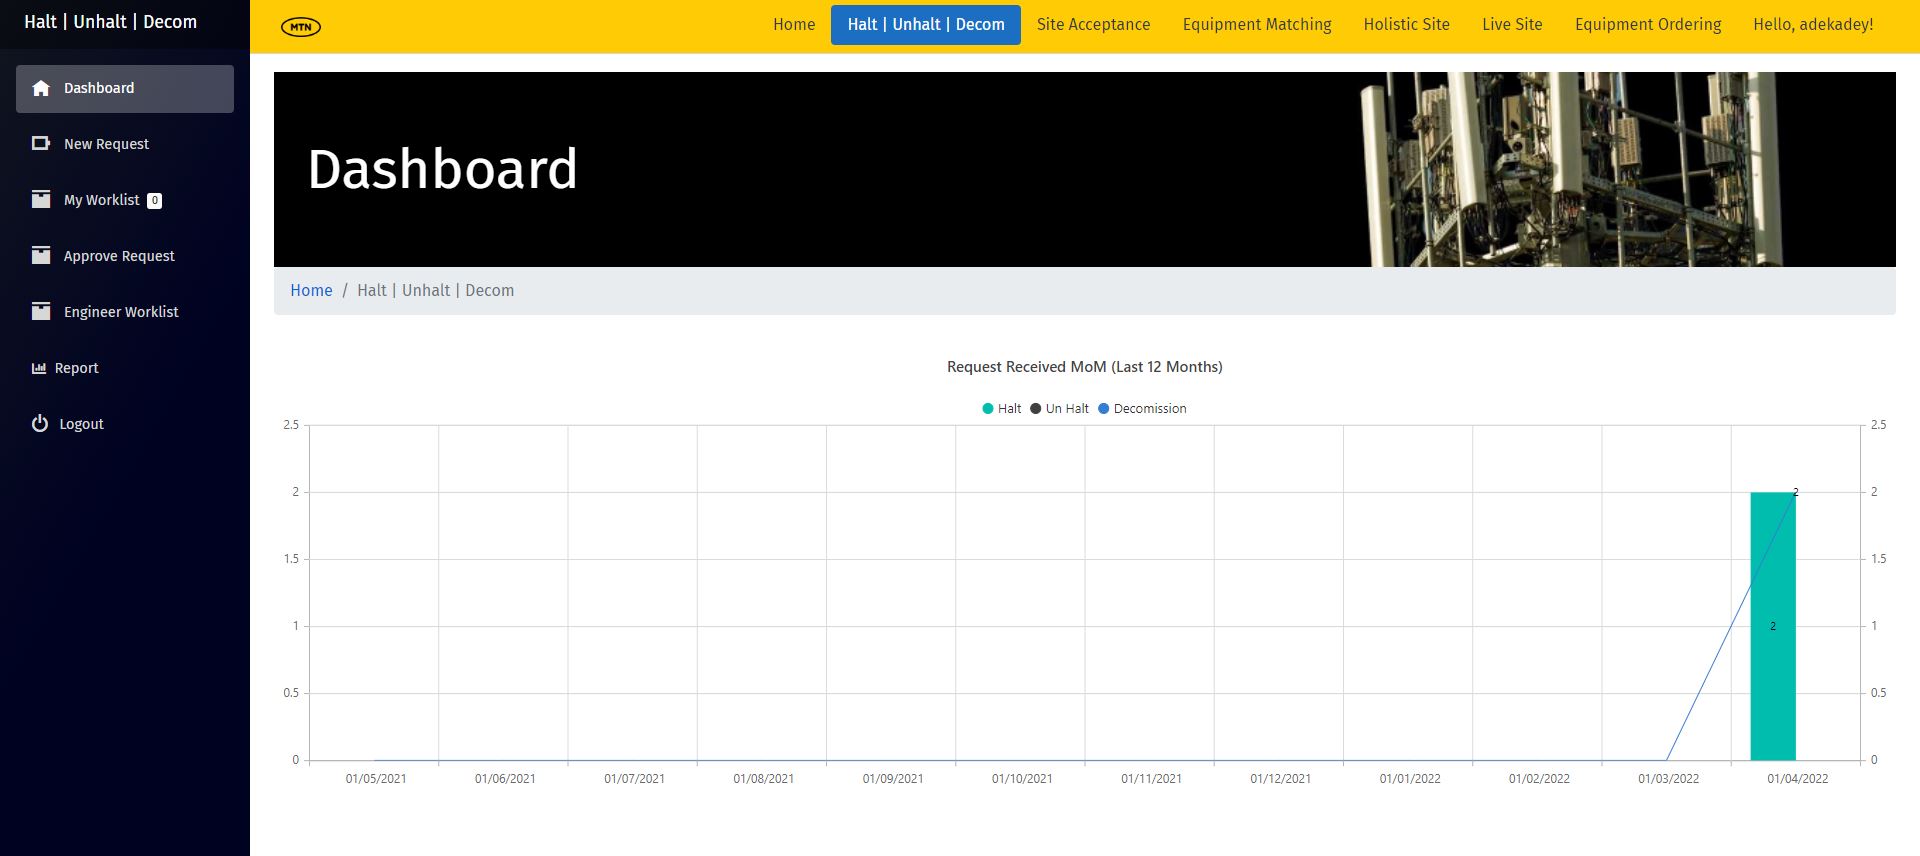 Halt | Unhalt | Decom
Dashboard
New Request
My Worklist 0
Approve Request
Engineer Worklist
Report
Logout
MTN
Home Halt | Unhalt | Decom Site Acceptance Equipment Matching Holistic Site Live Site Equipment Ordering Hello, adekadey!
Dashboard
Home / Halt | Unhalt | Decom
Request Received MoM (Last 12 Months)
Halt Un Halt Decomission
2.5 2.5
2 2 2
1.5 1.5
1 2 1
0.5 0.5
0 0
01/05/2021 01/06/2021 01/07/2021 01/08/2021 01/09/2021 01/10/2021 01/11/2021 01/12/2021 01/01/2022 01/02/2022 01/03/2022 01/04/2022